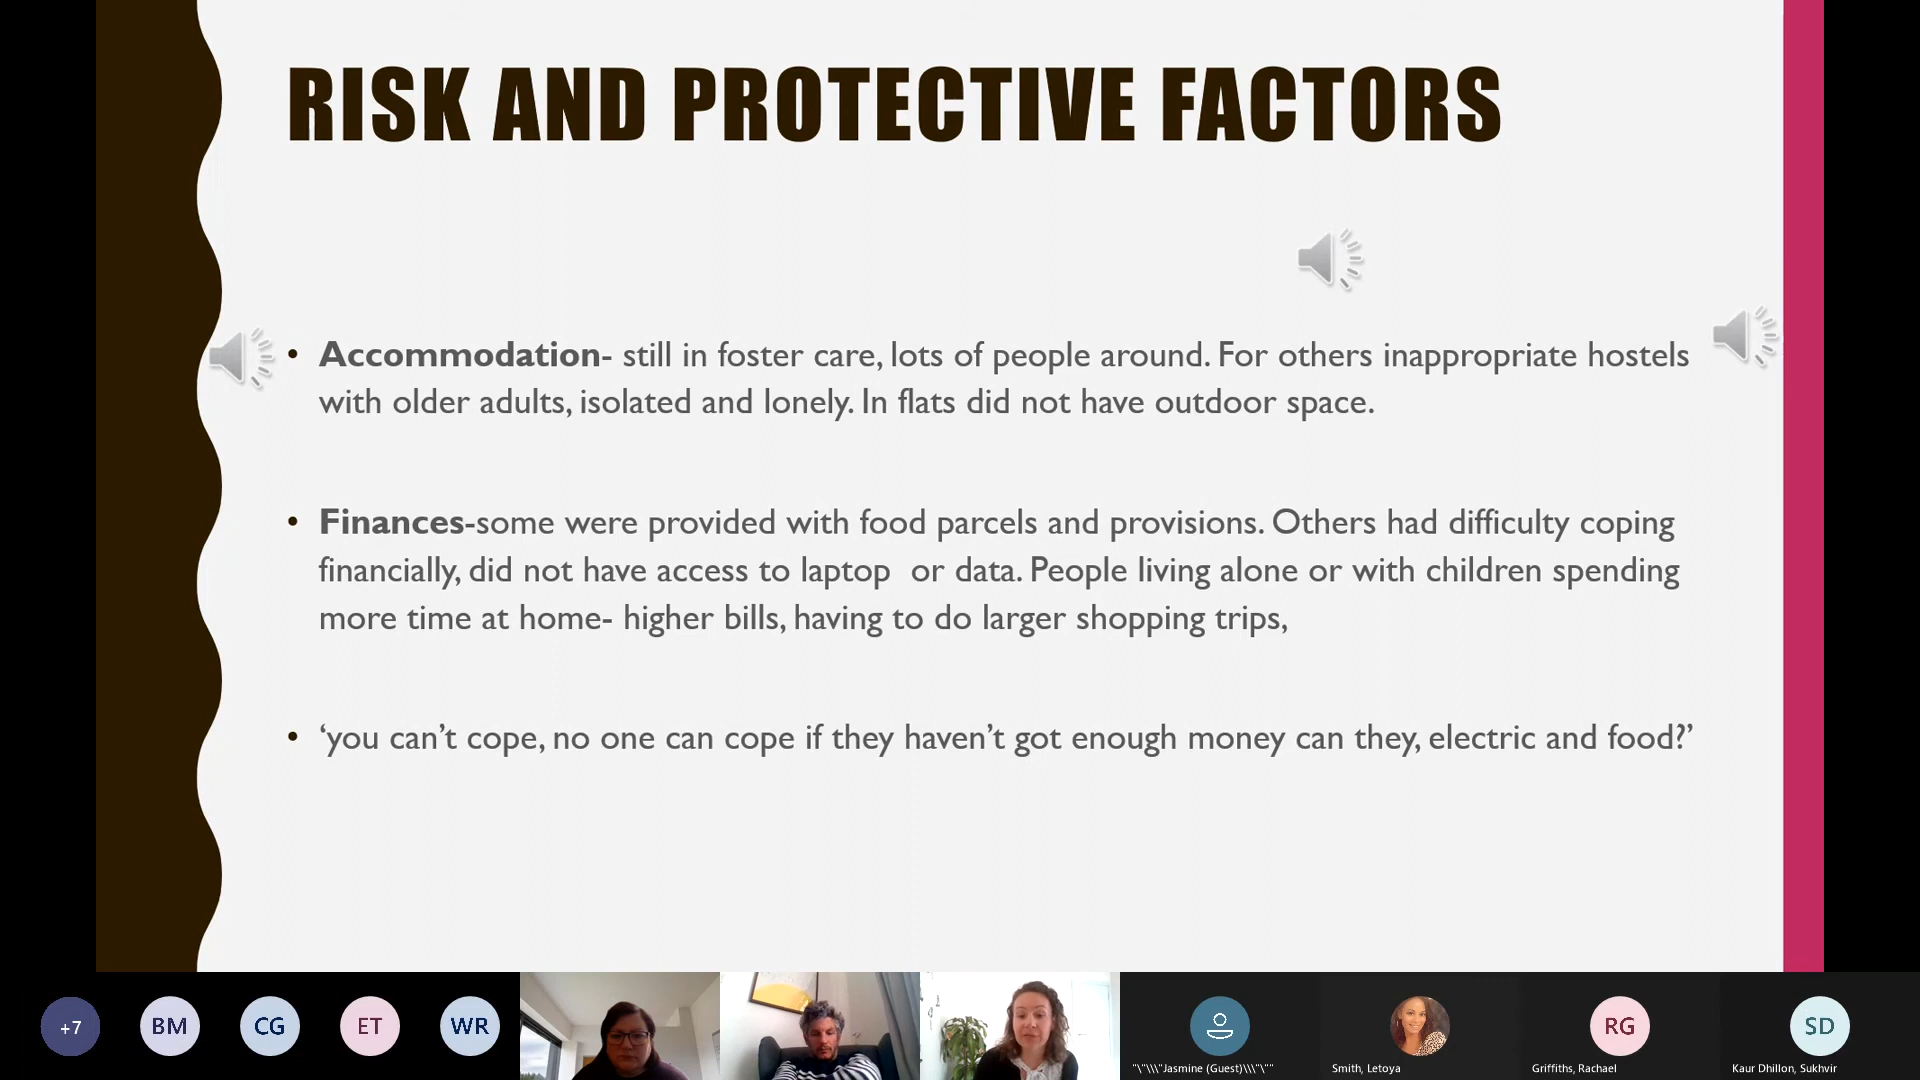 RISK AND PROTECTIVE FACTORS
• Accommodation- still in foster care, lots of people around. For others inappropriate hostels
with older adults, isolated and lonely. In flats did not have outdoor space.
• Finances-some were provided with food parcels and provisions. Others had difficulty coping
financially, did not have access to laptop  or data. People living alone or with children spending
more time at home- higher bills, having to do larger shopping trips,
• ‘you can’t cope, no one can cope if they haven’t got enough money can they, electric and food?’
+7
BM
CG
ET
WR
RG
SD
"\"\\\"Jasmine (Guest)\\\"\""
Smith, Letoya
Griffiths, Rachael
Kaur Dhillon, Sukhvir